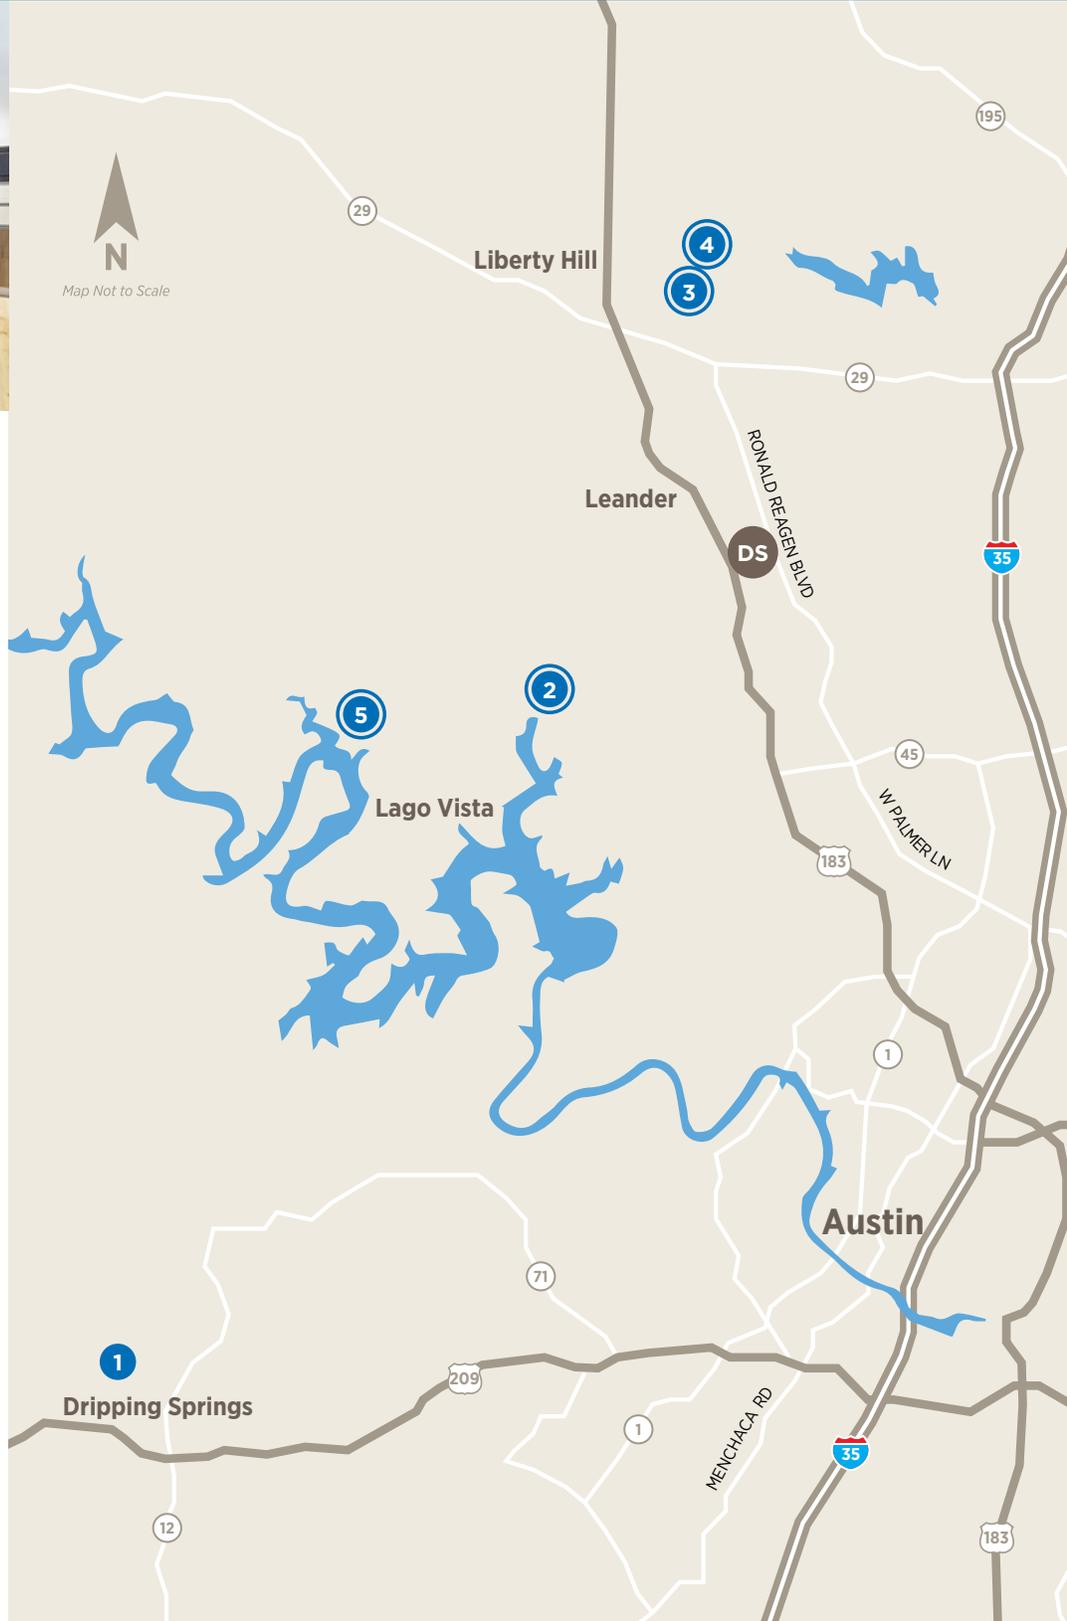 195
29
4
Liberty Hill
N
3
Map Not to Scale
29
RONALD REAGEN BLVD
Leander
DS
35
2
5
45
Lago Vista
W PALMER LN
183
1
Austin
71
1
209
Dripping Springs
MENCHACA RD
1
35
12
183